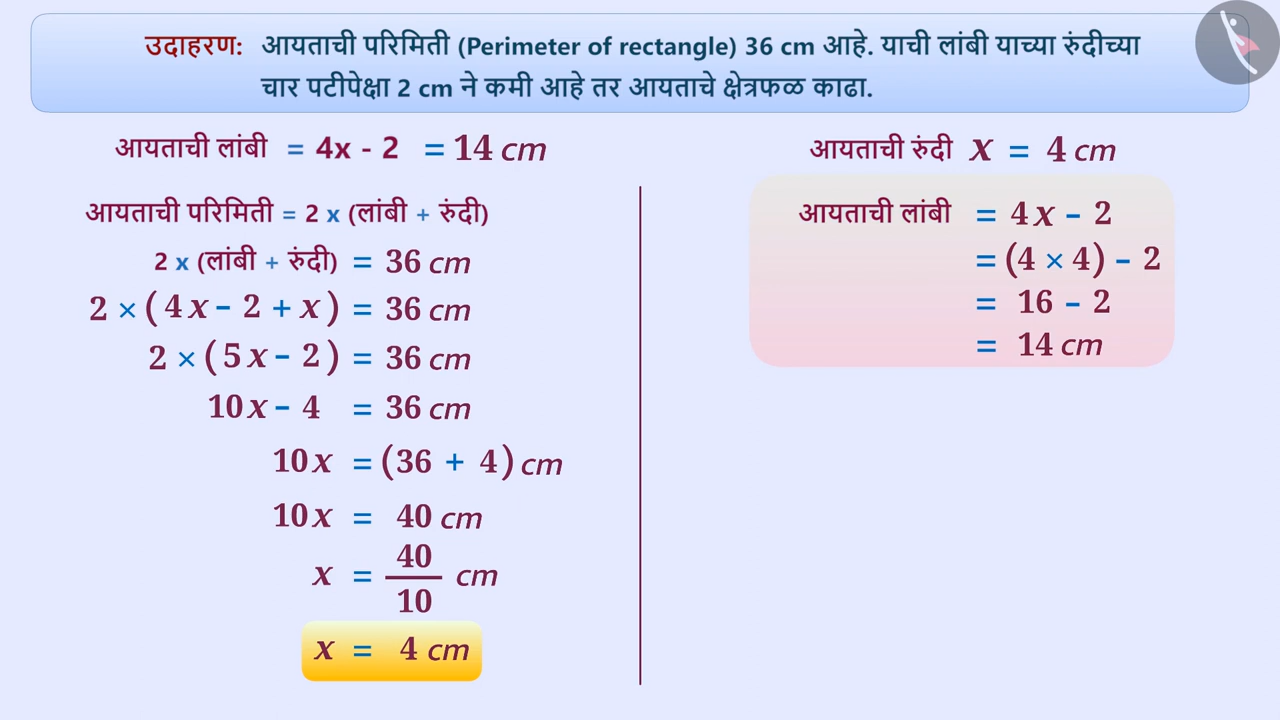 उदाहरण: आयताची परिमिती (Perimeter of rectangle) 36 cm आहे. याची लांबी याच्या रुंदीच्या
चार पटीपेक्षा 2 cm ने कमी आहे तर आयताचे क्षेत्रफळ काढा.
आयताची लांबी = 4x - 2 = 14 cm
आयताची परिमिती = 2 x (लांबी + रुंदी)
2 x (लांबी + रुंदी) = 36 cm
2 × (4x – 2 + x) = 36 cm
2 × (5x – 2) = 36 cm
10x – 4 = 36 cm
10x = (36 + 4) cm
10x = 40 cm
x = 40/10 cm
x = 4 cm
आयताची रुंदी x = 4 cm
आयताची लांबी = 4x – 2
= (4 × 4) – 2
= 16 – 2
= 14 cm